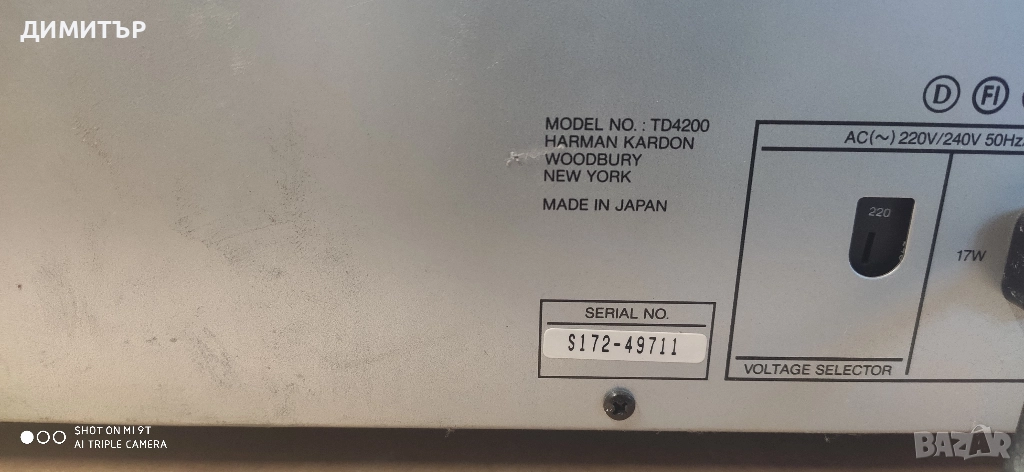 ДИМИТЪР
D FI
MODEL NO. : TD4200
HARMAN KARDON
WOODBURY
NEW YORK
MADE IN JAPAN
AC(~) 220V/240V 50Hz
220
17W
SERIAL NO.
S172-49711
VOLTAGE SELECTOR
SHOT ON MI 9T
AI TRIPLE CAMERA
BAZAR